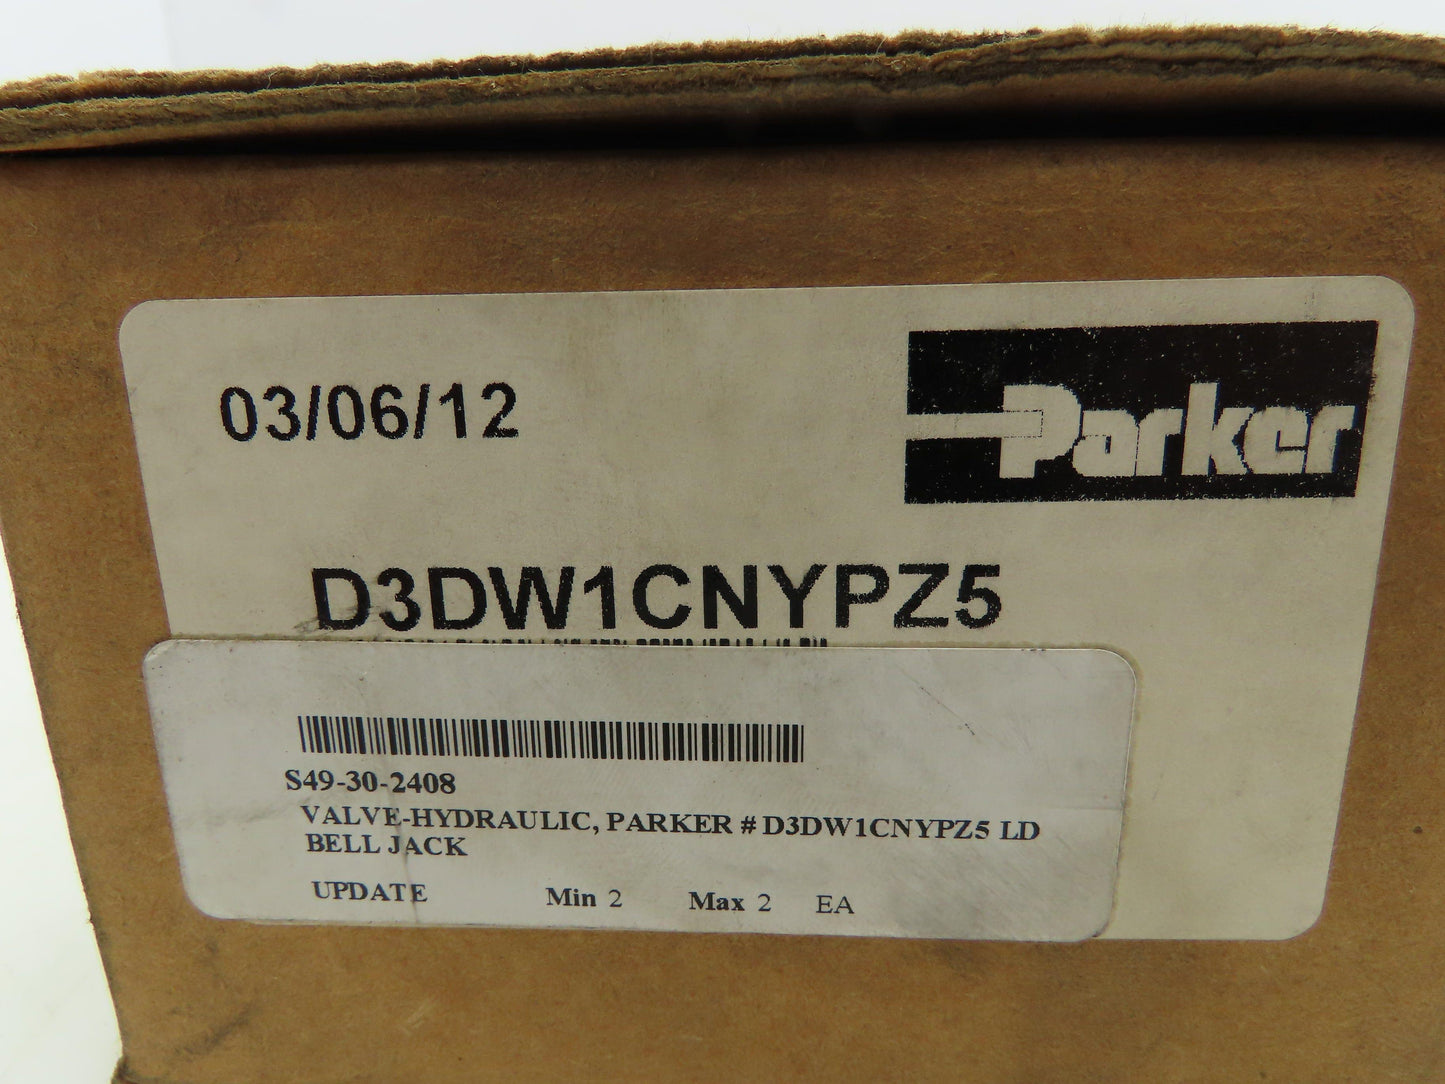 03/06/12
Parker
D3DW1CNYPZ5
S49-30-2408
VALVE-HYDRAULIC, PARKER # D3DW1CNYPZ5 LD
BELL JACK
UPDATE Min 2 Max 2 EA